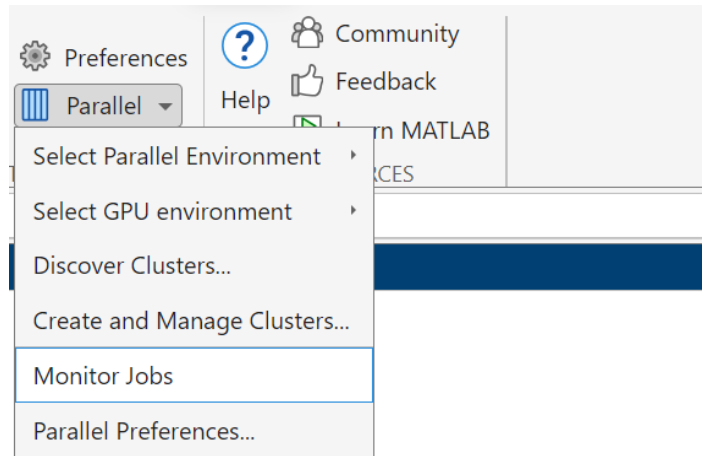 Preferences
Parallel
Help
Community
Feedback
MATLAB
Select Parallel Environment
Select GPU environment
Discover Clusters...
Create and Manage Clusters...
Monitor Jobs
Parallel Preferences...